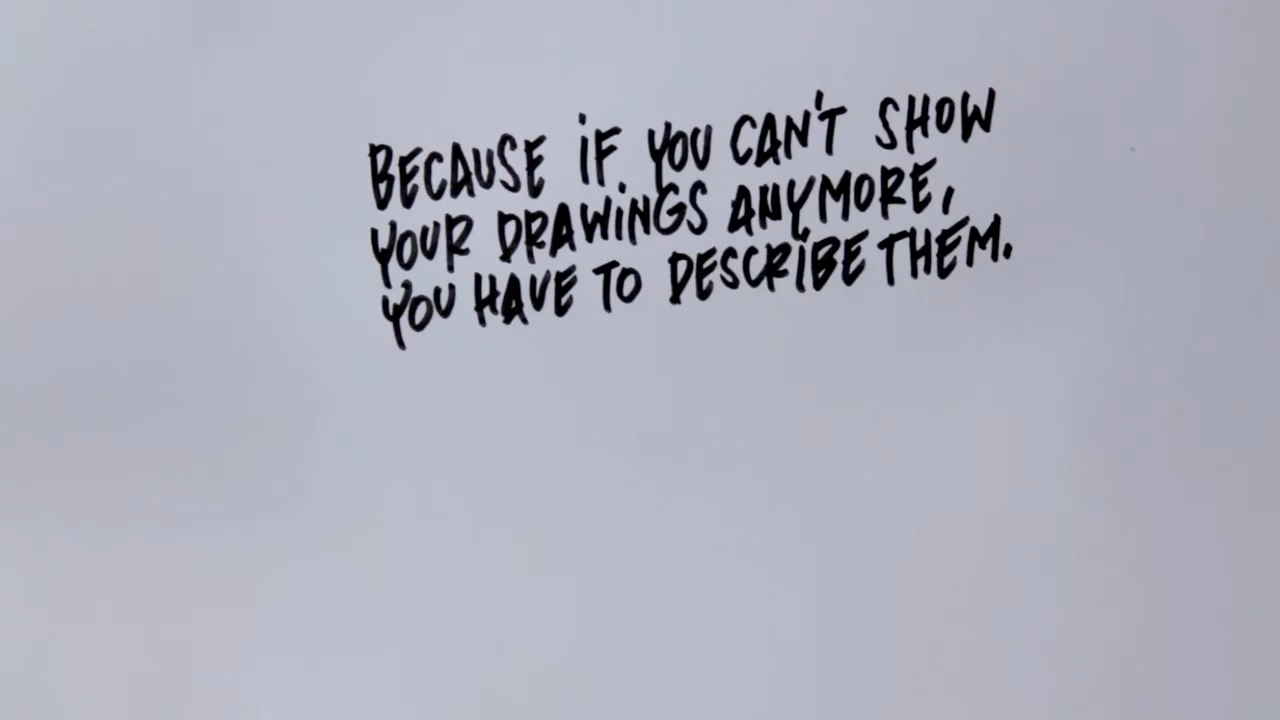 BECAUSE iF YOU CAN'T SHOW
YOUR DRAWiNGS ANYMORE,
YOU HAVE TO DESCRiBE THEM.